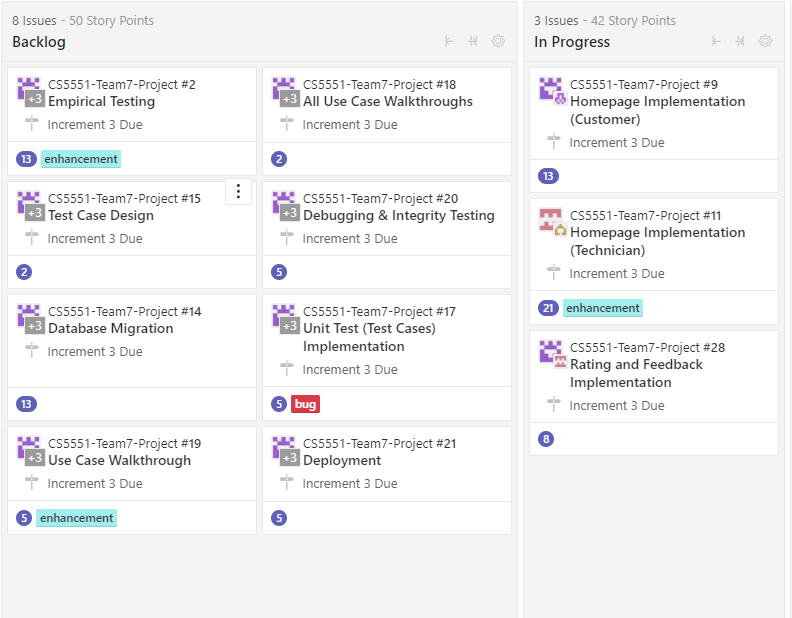 8 Issues - 50 Story Points
Backlog
CS5551-Team7-Project #2
+3
Empirical Testing
Increment 3 Due
13 enhancement
CS5551-Team7-Project #15
+3
Test Case Design
Increment 3 Due
2
CS5551-Team7-Project #14
+3
Database Migration
Increment 3 Due
13
CS5551-Team7-Project #19
+3
Use Case Walkthrough
Increment 3 Due
5 enhancement
CS5551-Team7-Project #18
+3
All Use Case Walkthroughs
Increment 3 Due
2
CS5551-Team7-Project #20
+3
Debugging & Integrity Testing
Increment 3 Due
5
CS5551-Team7-Project #17
+3
Unit Test (Test Cases)
Implementation
Increment 3 Due
5 bug
CS5551-Team7-Project #21
+3
Deployment
Increment 3 Due
5
3 Issues - 42 Story Points
In Progress
CS5551-Team7-Project #9
Homepage Implementation
(Customer)
Increment 3 Due
13
CS5551-Team7-Project #11
Homepage Implementation
(Technician)
Increment 3 Due
21 enhancement
CS5551-Team7-Project #28
Rating and Feedback
Implementation
Increment 3 Due
8